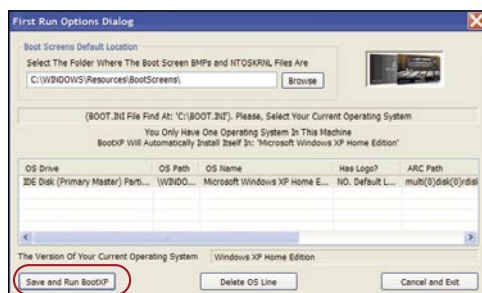 First Run Options Dialog
Boot Screens Default Location
Select The Folder Where The Boot Screen BMPs and NTOSKRNL Files Are
C:\WINDOWS\Resources\BootScreens\
Browse
(BOOT.INI File Find At: 'C:\BOOT.INI'). Please, Select Your Current Operating System
You Only Have One Operating System In This Machine
BootXP Will Automatically Install Itself In: 'Microsoft Windows XP Home Edition'
OS Drive OS Path OS Name Has Logo? ARC Path
IDE Disk (Primary Master) Parti... \WINDO... Microsoft Windows XP Home E... NO. Default L... multi(0)disk(0)rdisk
The Version Of Your Current Operating System Windows XP Home Edition
Save and Run BootXP Delete OS Line Cancel and Exit